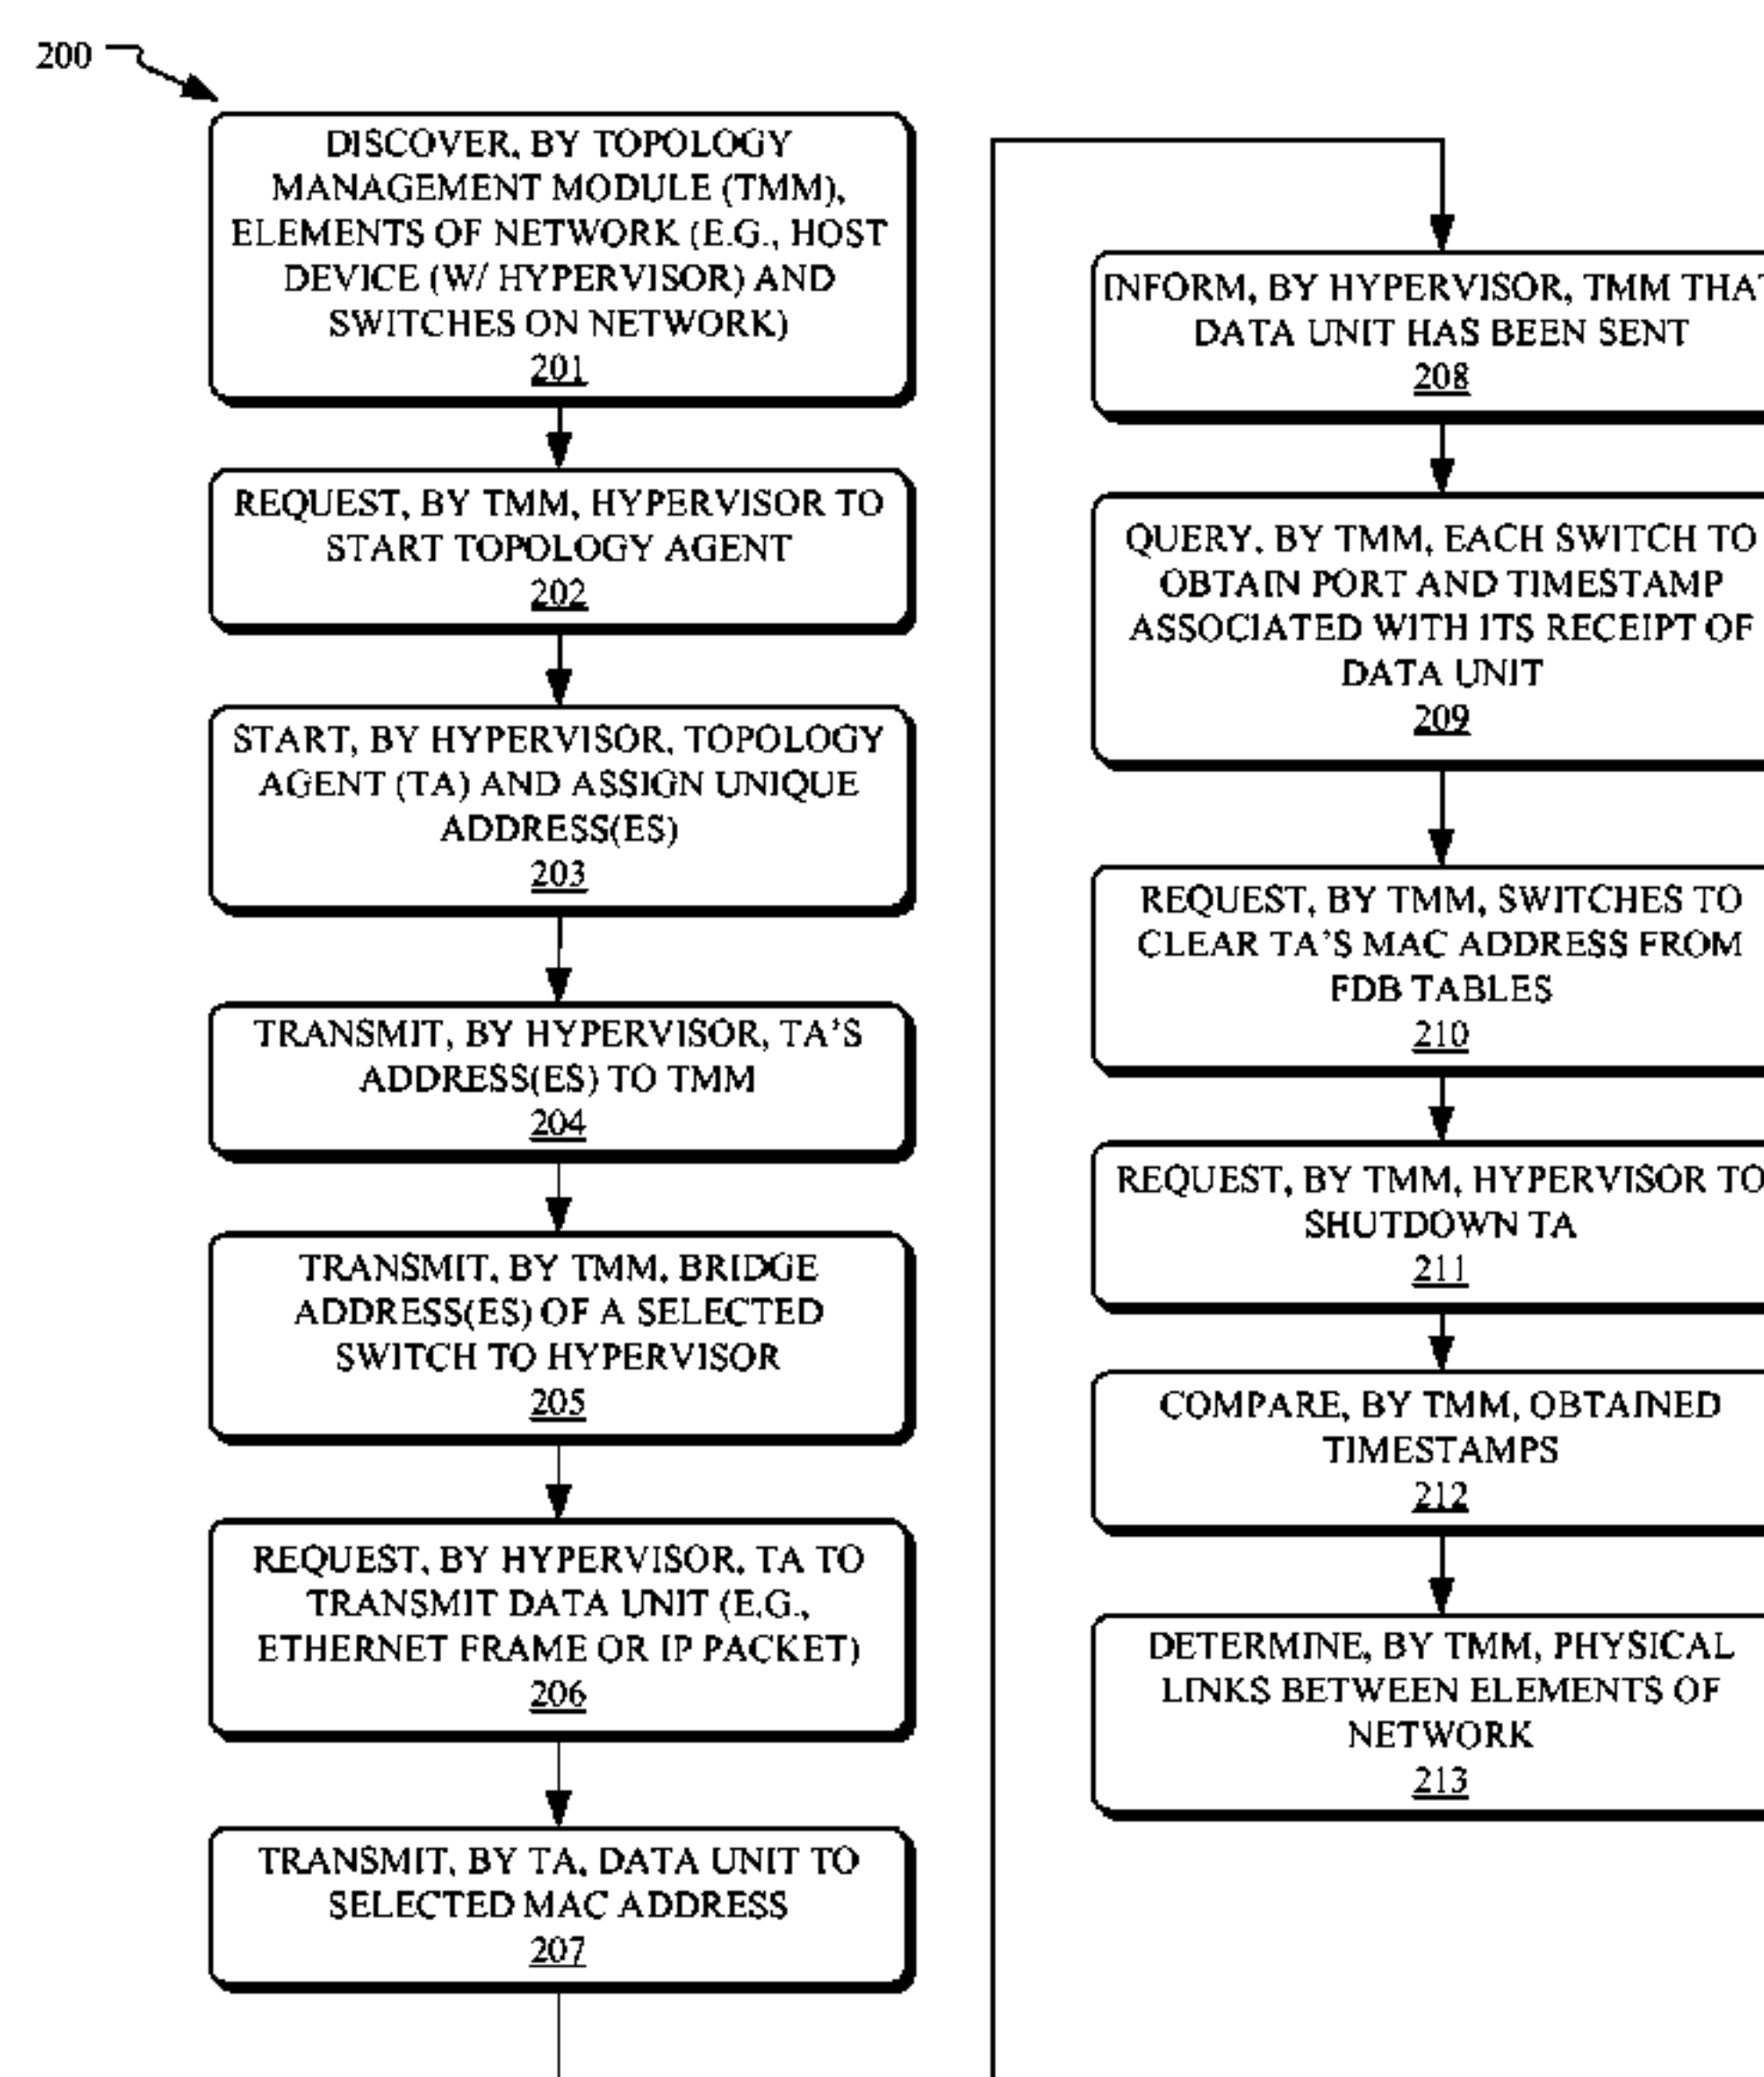 200
DISCOVER, BY TOPOLOGY
MANAGEMENT MODULE (TMM),
ELEMENTS OF NETWORK (E.G., HOST
DEVICE (W/ HYPERVISOR) AND
SWITCHES ON NETWORK)
201
REQUEST, BY TMM, HYPERVISOR TO
START TOPOLOGY AGENT
202
START, BY HYPERVISOR, TOPOLOGY
AGENT (TA) AND ASSIGN UNIQUE
ADDRESS(ES)
203
TRANSMIT, BY HYPERVISOR, TA'S
ADDRESS(ES) TO TMM
204
TRANSMIT, BY TMM, BRIDGE
ADDRESS(ES) OF A SELECTED
SWITCH TO HYPERVISOR
205
REQUEST, BY HYPERVISOR, TA TO
TRANSMIT DATA UNIT (E.G.,
ETHERNET FRAME OR IP PACKET)
206
TRANSMIT, BY TA, DATA UNIT TO
SELECTED MAC ADDRESS
207
INFORM, BY HYPERVISOR, TMM THAT
DATA UNIT HAS BEEN SENT
208
QUERY, BY TMM, EACH SWITCH TO
OBTAIN PORT AND TIMESTAMP
ASSOCIATED WITH ITS RECEIPT OF
DATA UNIT
209
REQUEST, BY TMM, SWITCHES TO
CLEAR TA'S MAC ADDRESS FROM
FDB TABLES
210
REQUEST, BY TMM, HYPERVISOR TO
SHUTDOWN TA
211
COMPARE, BY TMM, OBTAINED
TIMESTAMPS
212
DETERMINE, BY TMM, PHYSICAL
LINKS BETWEEN ELEMENTS OF
NETWORK
213